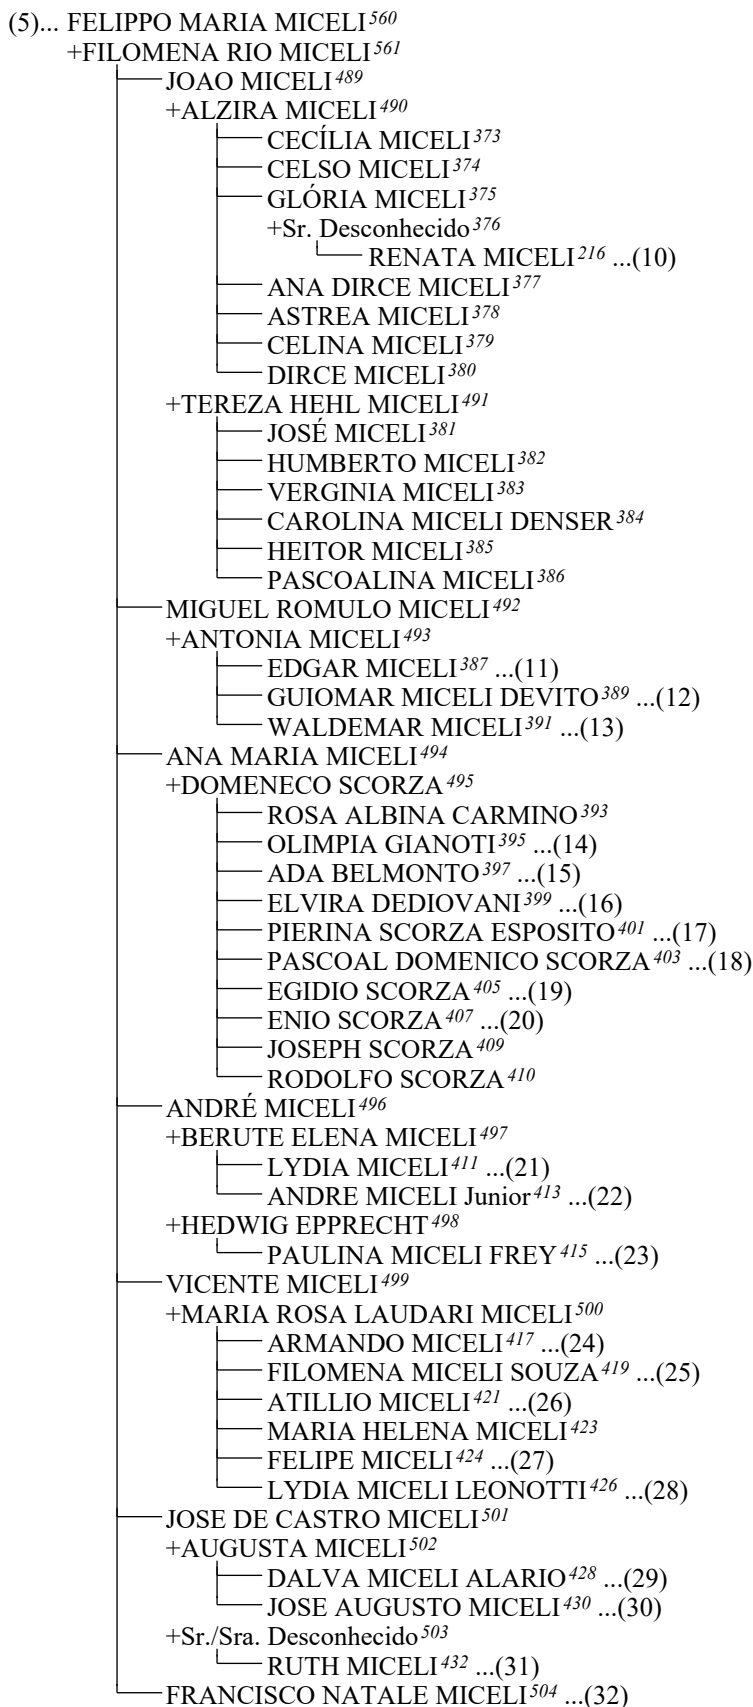 (5)... FELIPPO MARIA MICELI560
+FILOMENA RIO MICELI561
JOAO MICELI489
+ALZIRA MICELI490
CECÍLIA MICELI373
CELSO MICELI374
GLÓRIA MICELI375
+Sr. Desconhecido376
RENATA MICELI216 ...(10)
ANA DIRCE MICELI377
ASTREA MICELI378
CELINA MICELI379
DIRCE MICELI380
+TEREZA HEHL MICELI491
JOSÉ MICELI381
HUMBERTO MICELI382
VERGINIA MICELI383
CAROLINA MICELI DENSER384
HEITOR MICELI385
PASCOALINA MICELI386
MIGUEL ROMULO MICELI492
+ANTONIA MICELI493
EDGAR MICELI387 ...(11)
GUIOMAR MICELI DEVITO389 ...(12)
WALDEMAR MICELI391 ...(13)
ANA MARIA MICELI494
+DOMENECO SCORZA495
ROSA ALBINA CARMINO393
OLIMPIA GIANOTI395 ...(14)
ADA BELMONTO397 ...(15)
ELVIRA DEDIOVANI399 ...(16)
PIERINA SCORZA ESPOSITO401 ...(17)
PASCOAL DOMENICO SCORZA403 ...(18)
EGIDIO SCORZA405 ...(19)
ENIO SCORZA407 ...(20)
JOSEPH SCORZA409
RODOLFO SCORZA410
ANDRÉ MICELI496
+BERUTE ELENA MICELI497
LYDIA MICELI411 ...(21)
ANDRE MICELI Junior413 ...(22)
+HEDWIG EPPRECHT498
PAULINA MICELI FREY415 ...(23)
VICENTE MICELI499
+MARIA ROSA LAUDARI MICELI500
ARMANDO MICELI417 ...(24)
FILOMENA MICELI SOUZA419 ...(25)
ATILLIO MICELI421 ...(26)
MARIA HELENA MICELI423
FELIPE MICELI424 ...(27)
LYDIA MICELI LEONOTTI426 ...(28)
JOSE DE CASTRO MICELI501
+AUGUSTA MICELI502
DALVA MICELI ALARIO428 ...(29)
JOSE AUGUSTO MICELI430 ...(30)
+Sr./Sra. Desconhecido503
RUTH MICELI432 ...(31)
FRANCISCO NATALE MICELI504 ...(32)